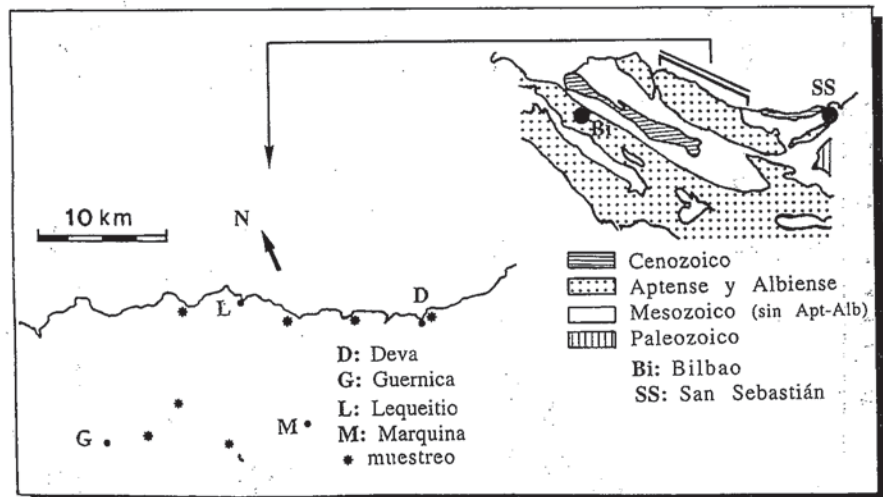 SS
Bi
10 km
N
L
D
G
M
D: Deva
G: Guernica
L: Lequeitio
M: Marquina
* muestreo
Cenozoico
Aptense y Albiense
Mesozoico (sin Apt-Alb)
Paleozoico
Bi: Bilbao
SS: San Sebastián